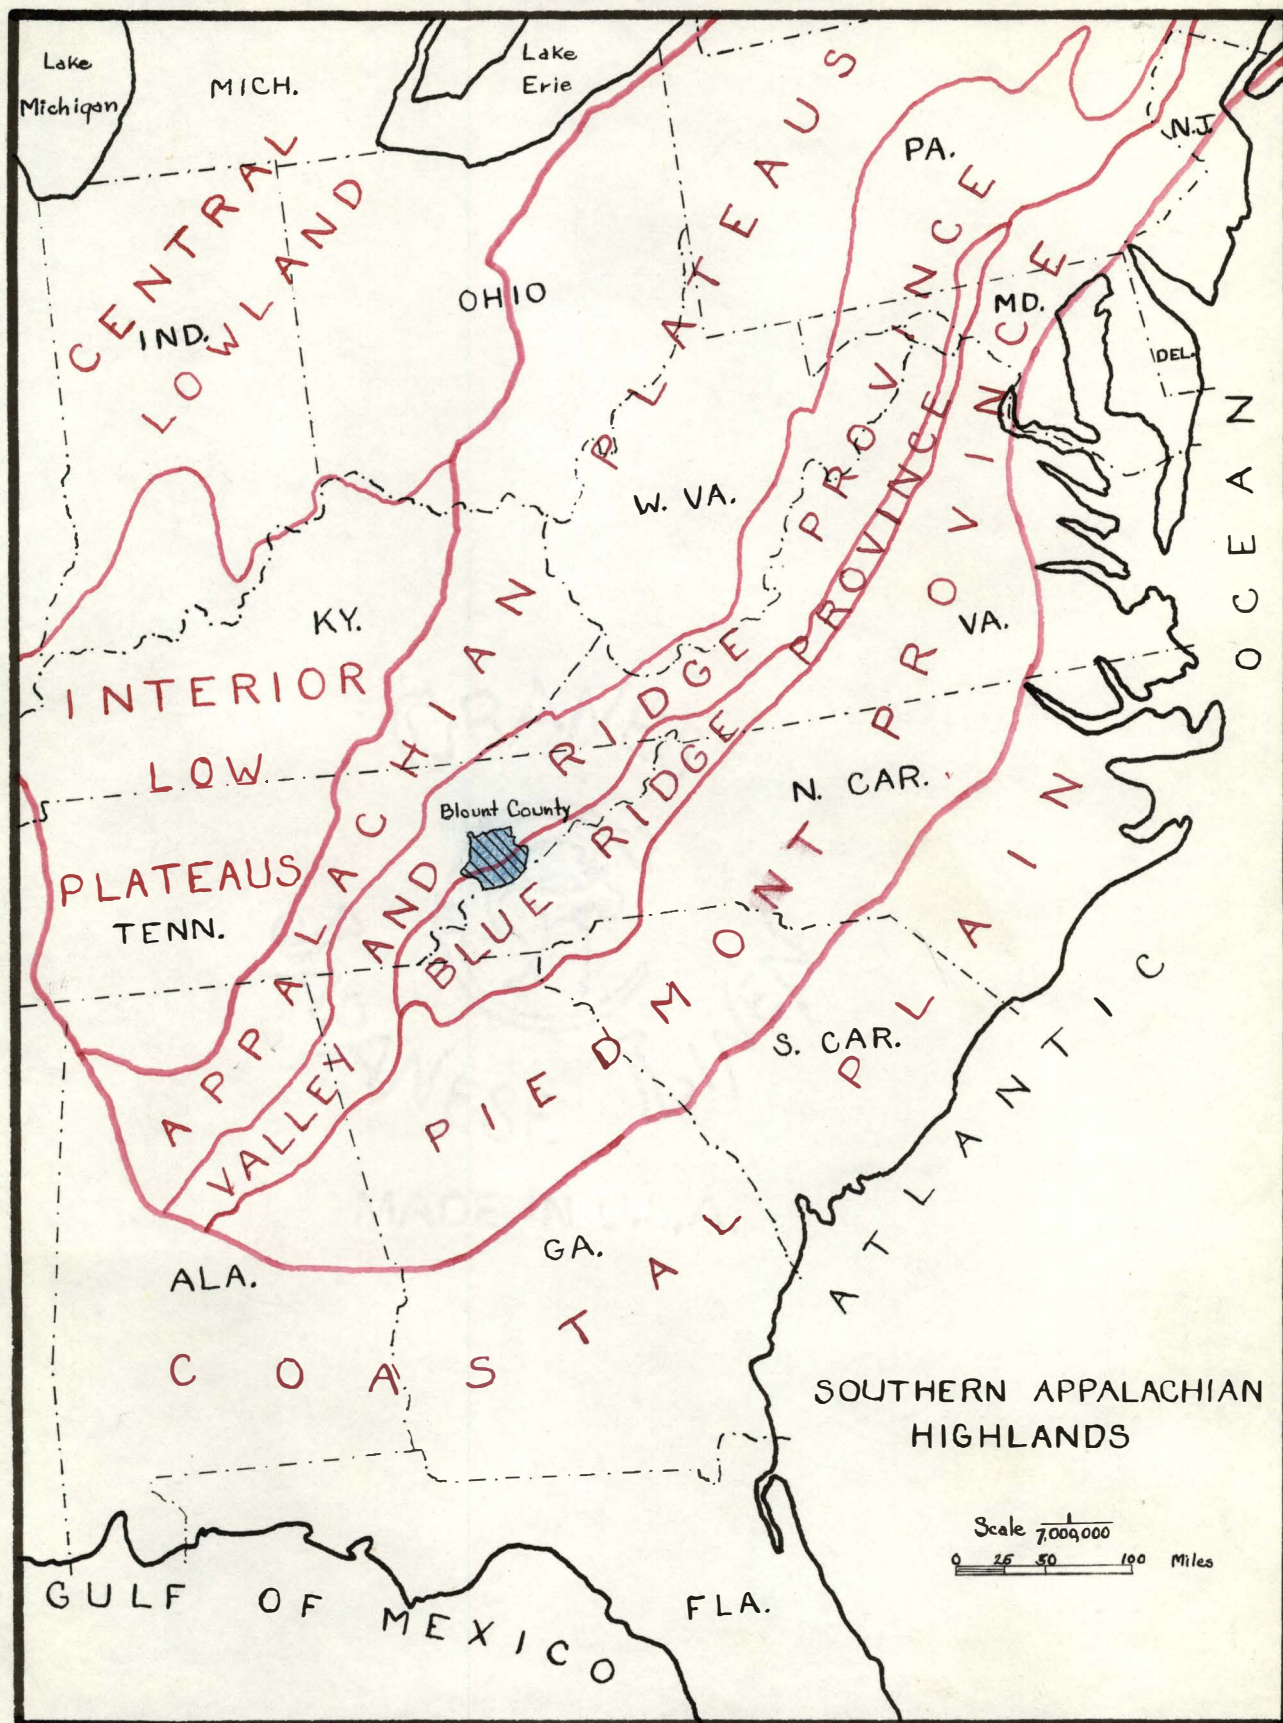 Lake
Michigan
MICH.
Lake
Erie
PA.
N.J.
CENTRAL
LOWLAND
IND.
OHIO
MD.
DEL.
W. VA.
KY.
VA.
INTERIOR
LOW
PLATEAUS
TENN.
APPALACHIAN PLATEAUS
VALLEY AND RIDGE PROVINCE
BLUE RIDGE PROVINCE
PIEDMONT PROVINCE
COASTAL PLAIN
Blount County
N. CAR.
S. CAR.
GA.
ALA.
FLA.
ATLANTIC OCEAN
GULF OF MEXICO
SOUTHERN APPALACHIAN
HIGHLANDS
Scale 1
7,000,000
0 25 50 100 Miles
MADE IN U.S.A.